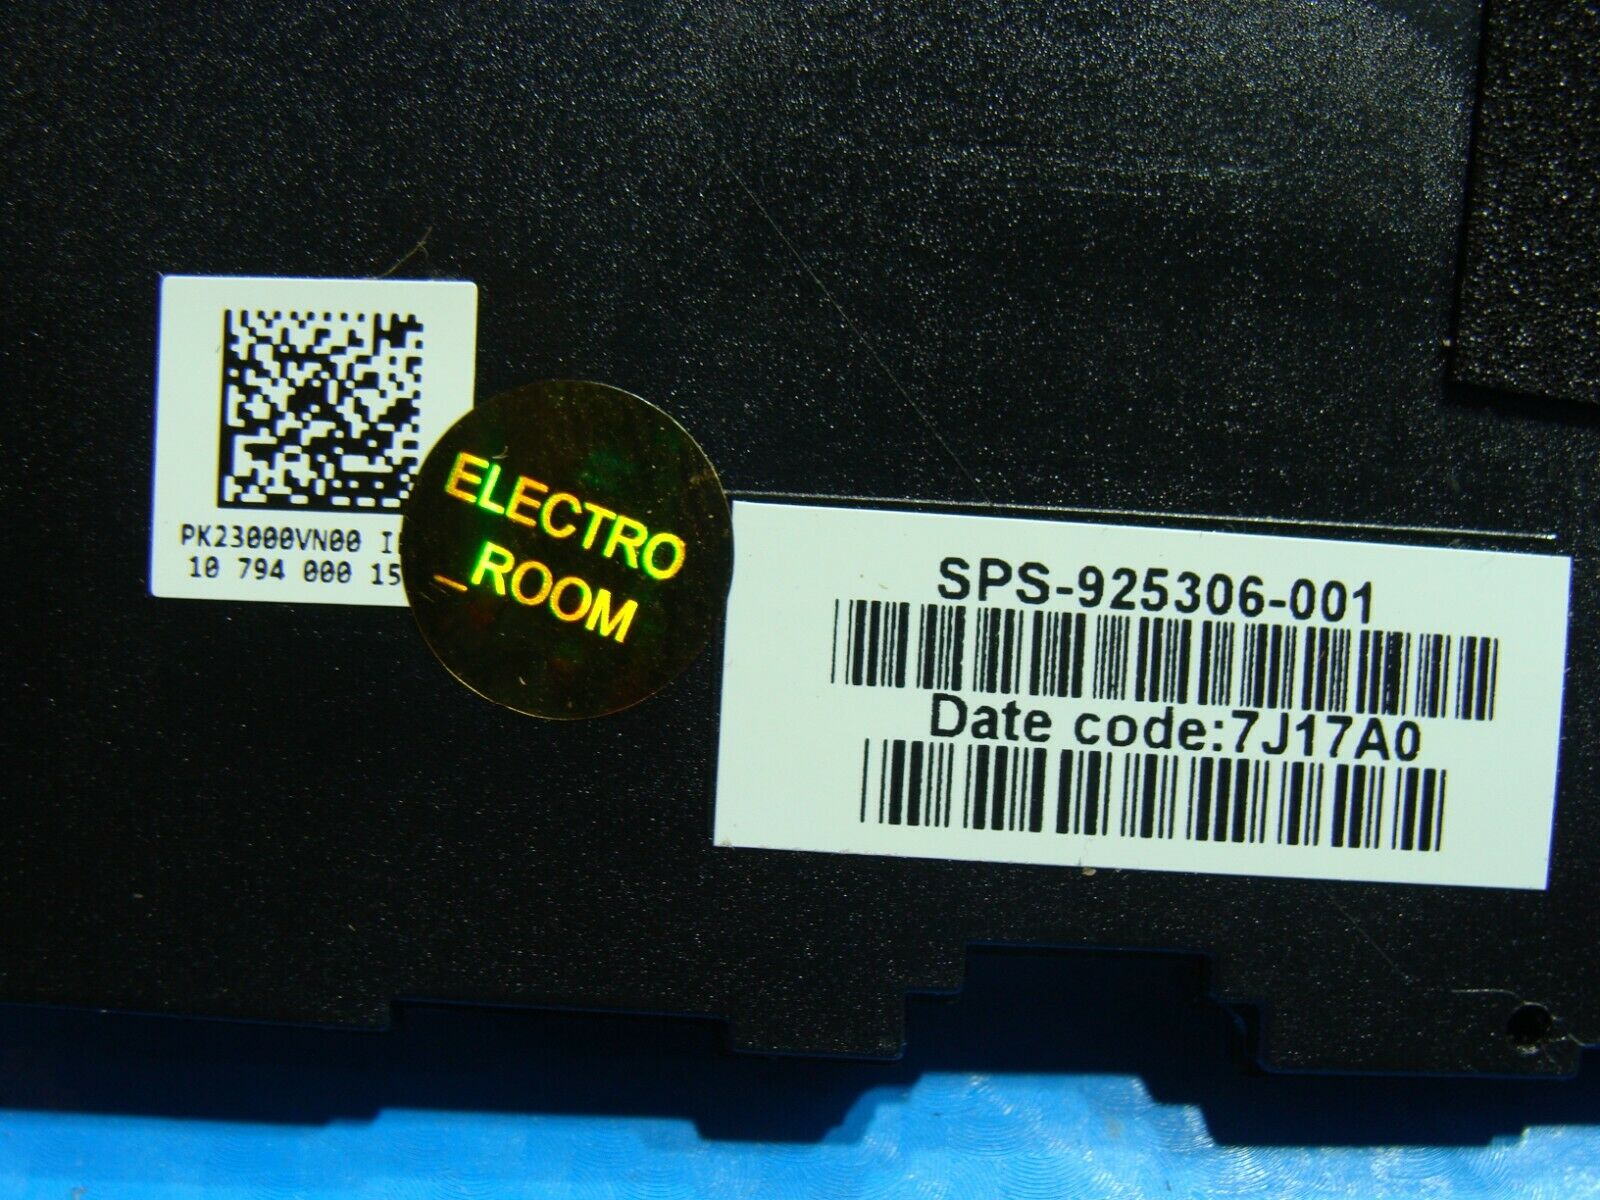 PK23000VN00
10 794 000 15
ELECTRO
_ROOM
SPS-925306-001
Date code:7J17A0